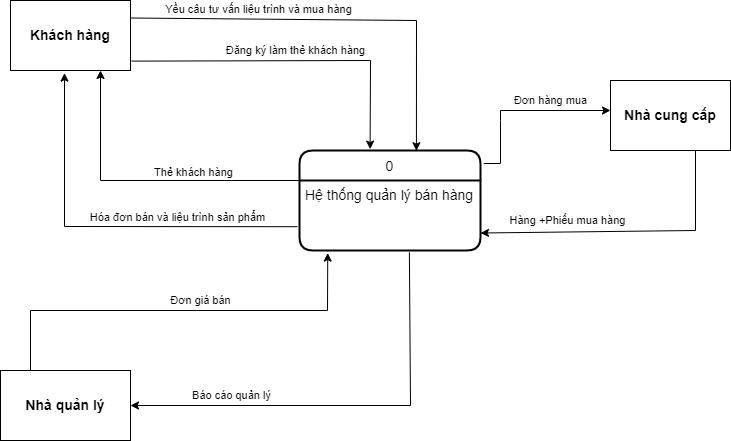 Yều câu tư vấn liệu trình và mua hàng
Khách hàng
Đăng ký làm thẻ khách hàng
Đơn hàng mua
Nhà cung cấp
0
Thẻ khách hàng
Hệ thống quản lý bán hàng
Hóa đơn bán và liệu trình sản phẩm
Hàng +Phiếu mua hàng
Đơn giá bán
Báo cáo quản lý
Nhà quản lý